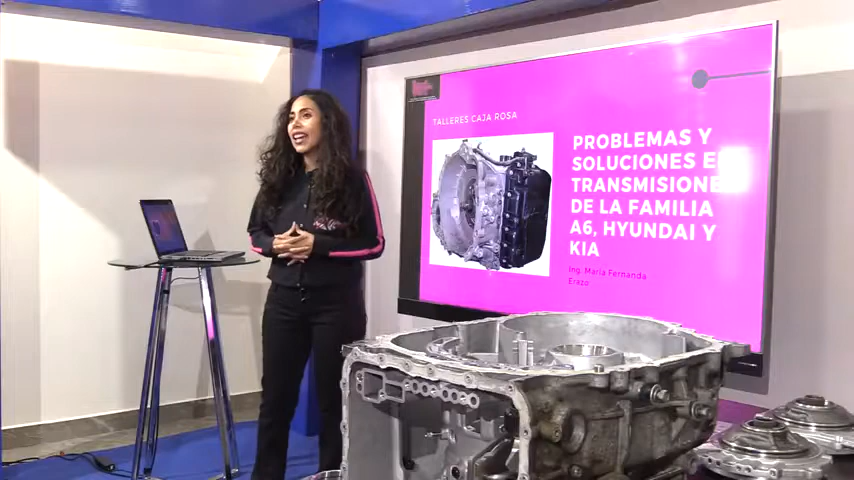 TALLERES CAJA ROSA
PROBLEMAS Y
SOLUCIONES E
TRANSMISIONE
DE LA FAMILIA
A6, HYUNDAI Y
KIA
Ing. María Fernanda
Erazo